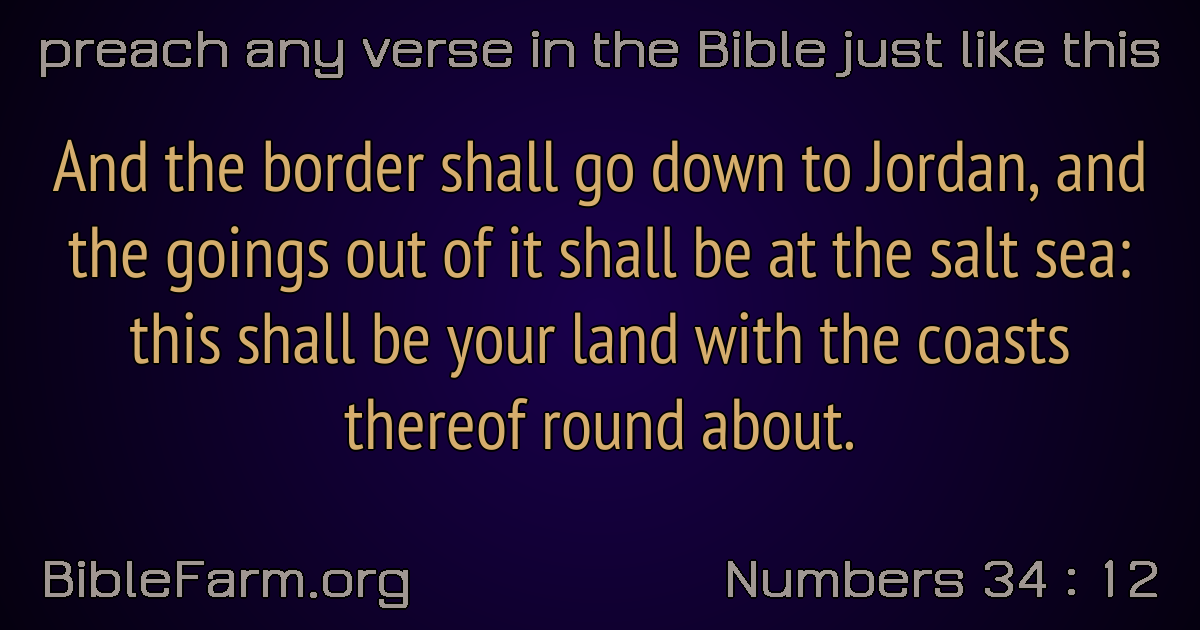 preach any verse in the Bible just like this
And the border shall go down to Jordan, and
the goings out of it shall be at the salt sea:
this shall be your land with the coasts
thereof round about.
BibleFarm.org
Numbers 34 : 12